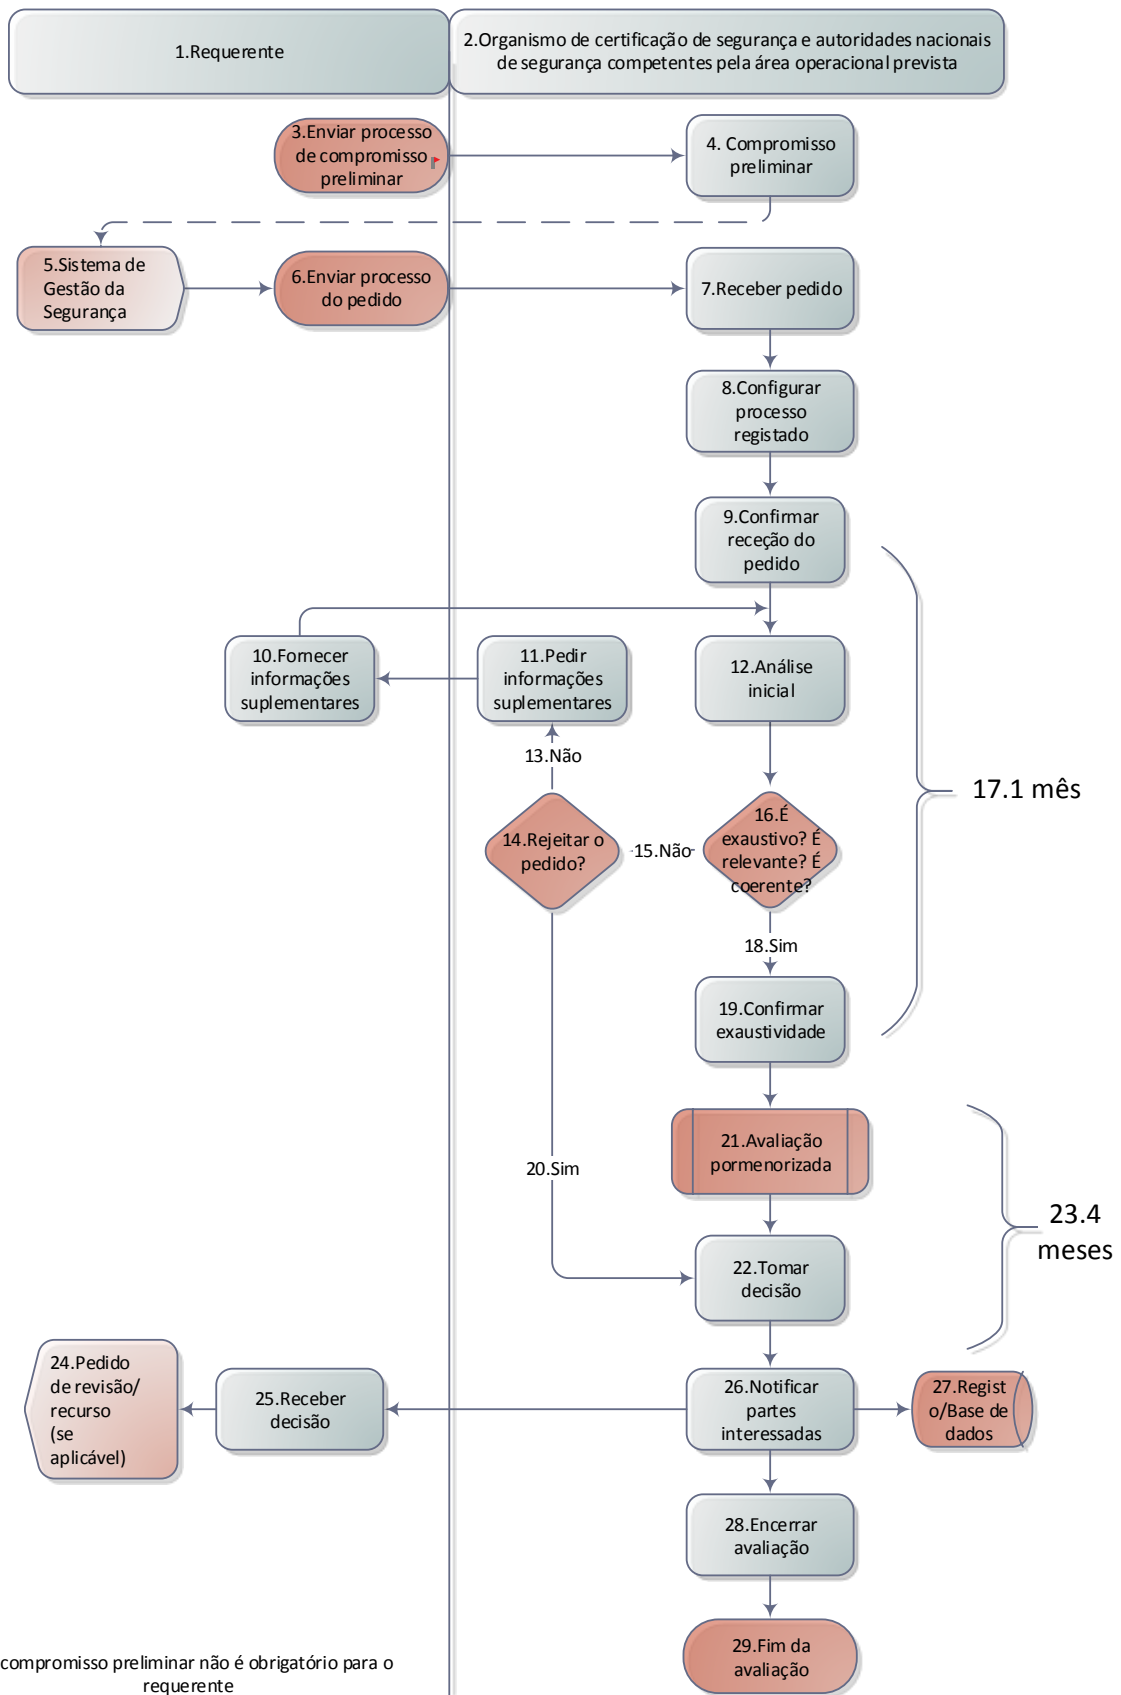 1.Requerente
2.Organismo de certificação de segurança e autoridades nacionais
de segurança competentes pela área operacional prevista
3.Enviar processo
de compromisso
preliminar
4. Compromisso
preliminar
5.Sistema de
Gestão da
Segurança
6.Enviar processo
do pedido
7.Receber pedido
8.Configurar
processo
registado
9.Confirmar
receção do
pedido
10.Fornecer
informações
suplementares
11.Pedir
informações
suplementares
12.Análise
inicial
13.Não
14.Rejeitar o
pedido?
15.Não
16.É
exaustivo? É
relevante? É
coerente?
17.1 mês
18.Sim
19.Confirmar
exaustividade
20.Sim
21.Avaliação
pormenorizada
22.Tomar
decisão
23.4
meses
24.Pedido
de revisão/
recurso
(se
aplicável)
25.Receber
decisão
26.Notificar
partes
interessadas
27.Regist
o/Base de
dados
28.Encerrar
avaliação
29.Fim da
avaliação
compromisso preliminar não é obrigatório para o
requerente